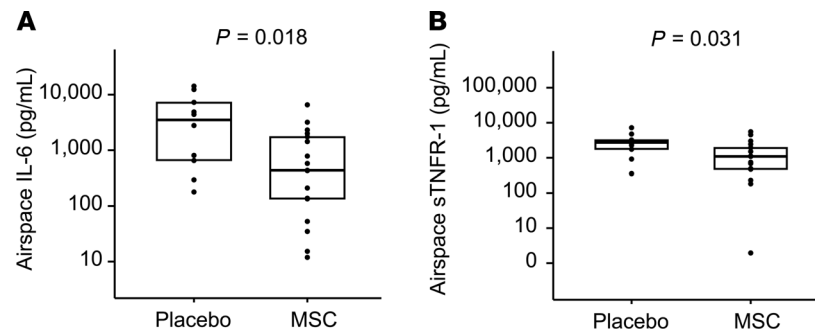 A
P = 0.018
Airspace IL-6 (pg/mL)
10,000
1,000
100
10
Placebo MSC
B
P = 0.031
Airspace sTNFR-1 (pg/mL)
100,000
10,000
1,000
100
10
0
Placebo MSC